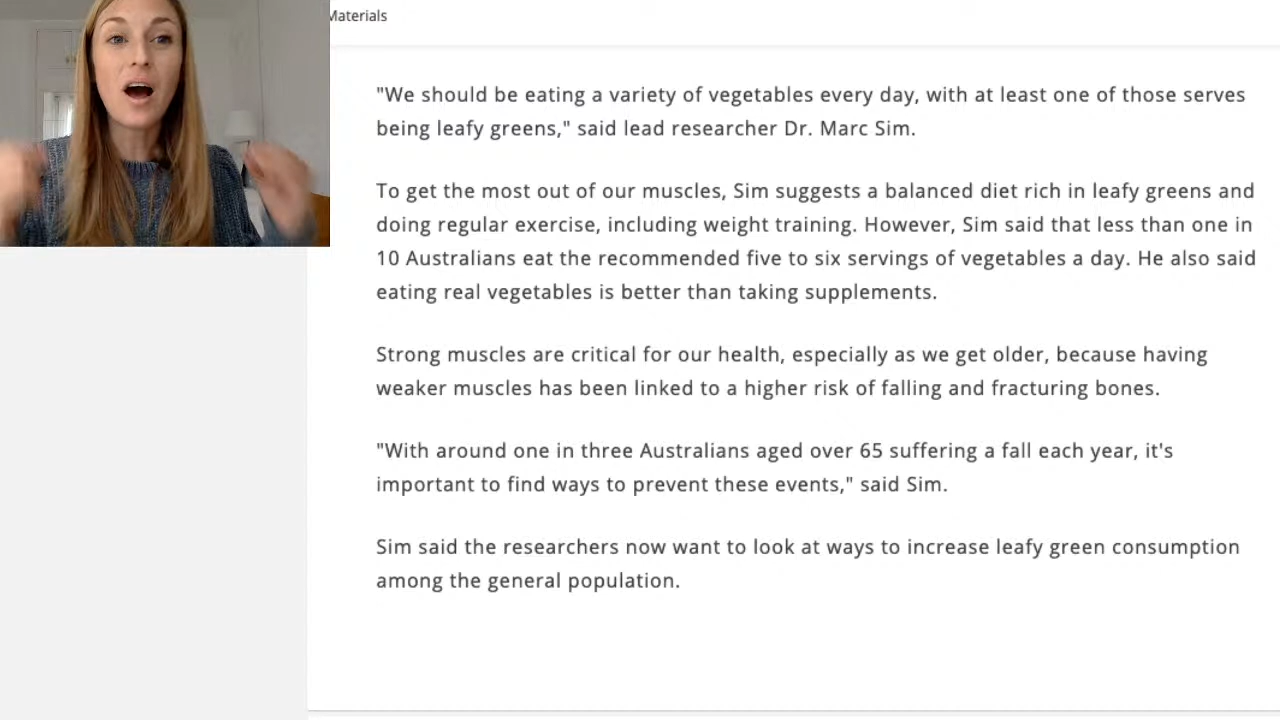 Materials
"We should be eating a variety of vegetables every day, with at least one of those serves
being leafy greens," said lead researcher Dr. Marc Sim.
To get the most out of our muscles, Sim suggests a balanced diet rich in leafy greens and
doing regular exercise, including weight training. However, Sim said that less than one in
10 Australians eat the recommended five to six servings of vegetables a day. He also said
eating real vegetables is better than taking supplements.
Strong muscles are critical for our health, especially as we get older, because having
weaker muscles has been linked to a higher risk of falling and fracturing bones.
"With around one in three Australians aged over 65 suffering a fall each year, it's
important to find ways to prevent these events," said Sim.
Sim said the researchers now want to look at ways to increase leafy green consumption
among the general population.